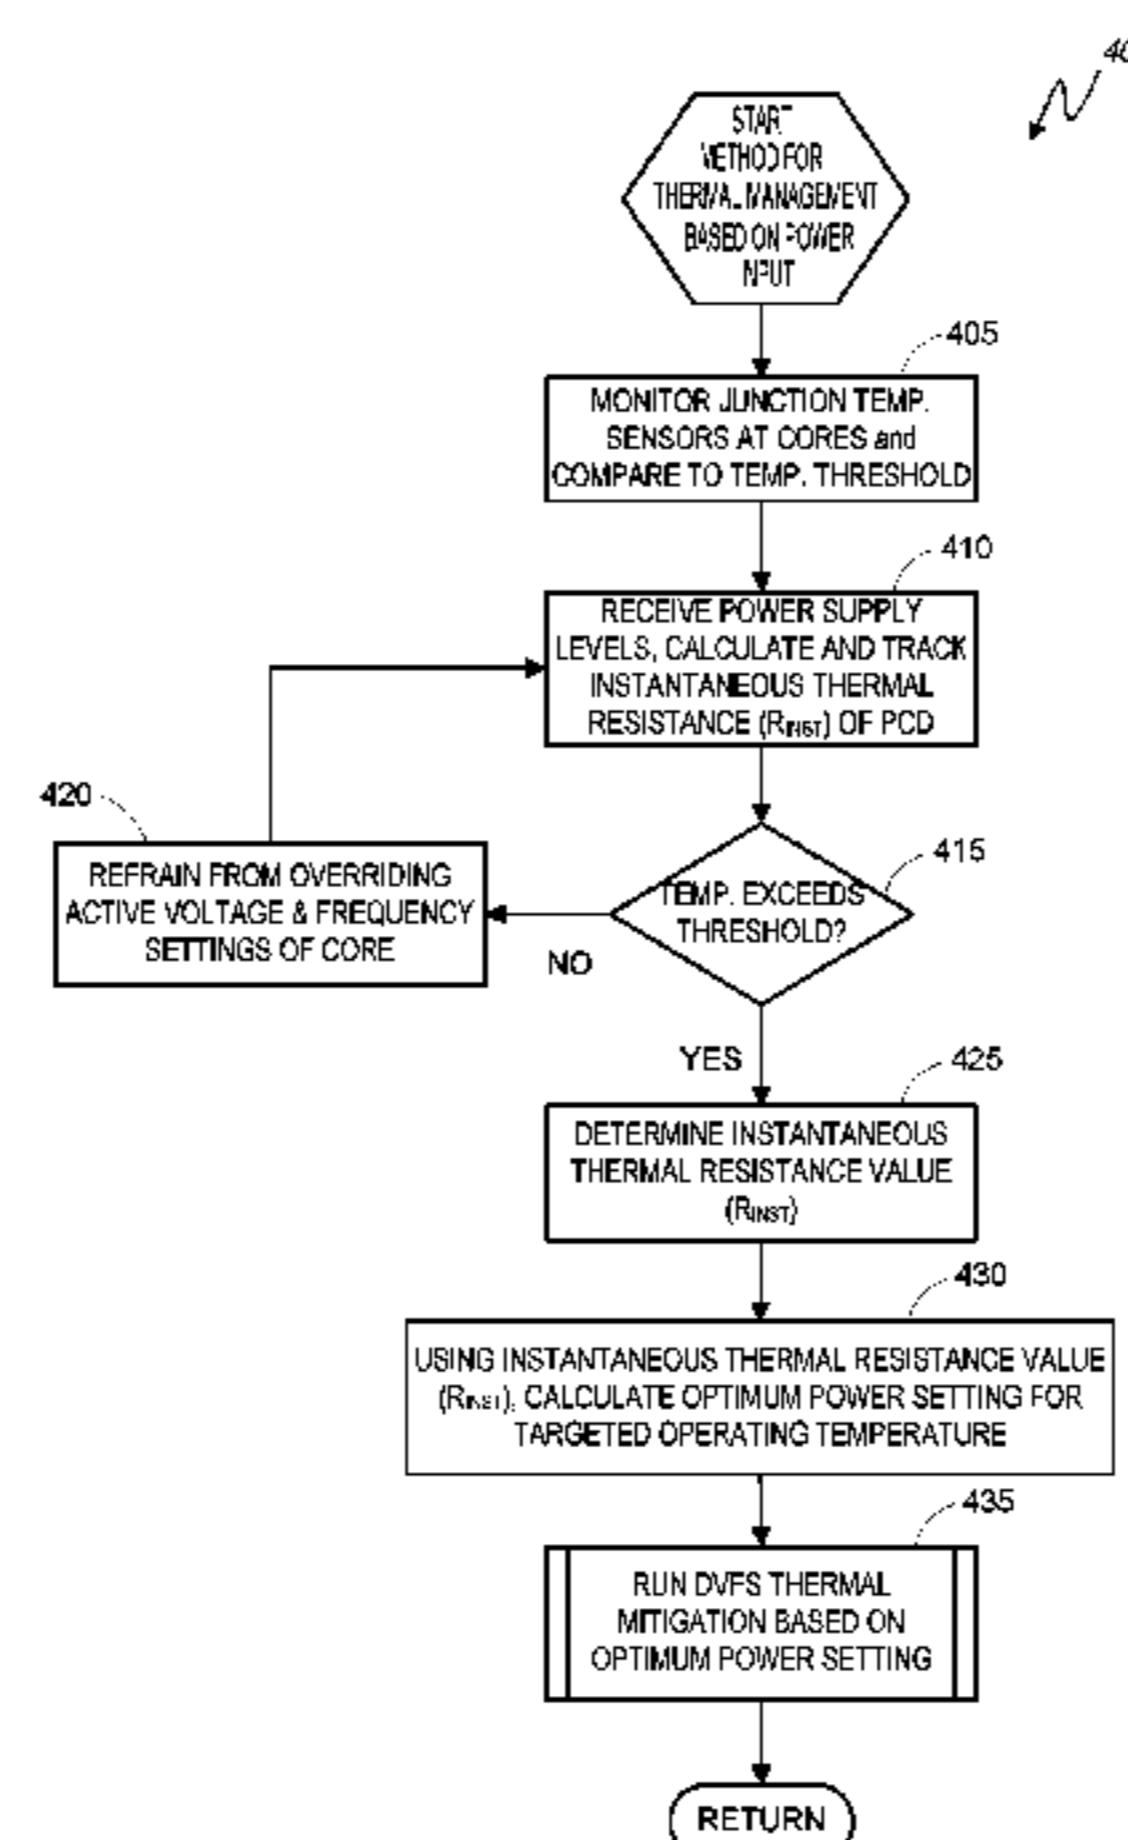 START
METHOD FOR
THERMAL MANAGEMENT
BASED ON POWER
INPUT
405
MONITOR JUNCTION TEMP.
SENSORS AT CORES and
COMPARE TO TEMP. THRESHOLD
410
RECEIVE POWER SUPPLY
LEVELS, CALCULATE AND TRACK
INSTANTANEOUS THERMAL
RESISTANCE (RINST) OF PCD
420
REFRAIN FROM OVERRIDING
ACTIVE VOLTAGE & FREQUENCY
SETTINGS OF CORE
415
TEMP. EXCEEDS
THRESHOLD?
NO
YES
425
DETERMINE INSTANTANEOUS
THERMAL RESISTANCE VALUE
(RINST)
430
USING INSTANTANEOUS THERMAL RESISTANCE VALUE
(RINST), CALCULATE OPTIMUM POWER SETTING FOR
TARGETED OPERATING TEMPERATURE
435
RUN DVFS THERMAL
MITIGATION BASED ON
OPTIMUM POWER SETTING
RETURN